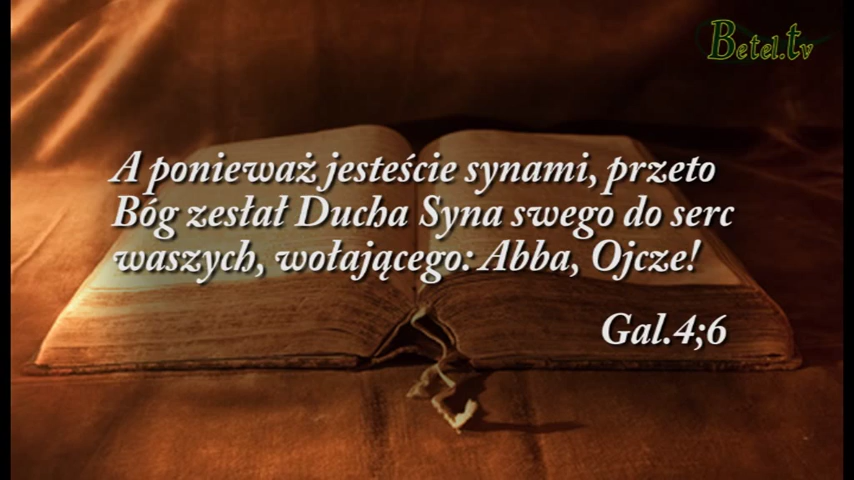 Betel.tv
A ponieważ jesteście synami, przeto
Bóg zesłał Ducha Syna swego do serc
waszych, wołającego: Abba, Ojcze!
Gal.4;6